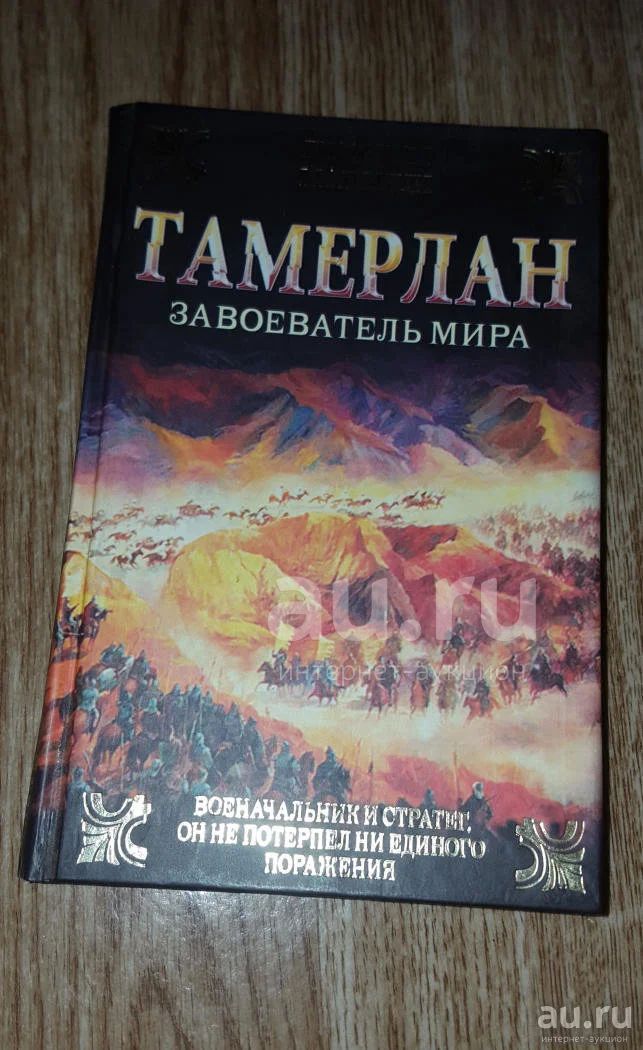 ТАМЕРЛАН
ЗАВОЕВАТЕЛЬ МИРА
au.ru
интернет-аукцион
ВОЕНАЧАЛЬНИК И СТРАТЕГ,
ОН НЕ ПОТЕРПЕЛ НИ ЕДИНОГО
ПОРАЖЕНИЯ
au.ru
интернет-аукцион